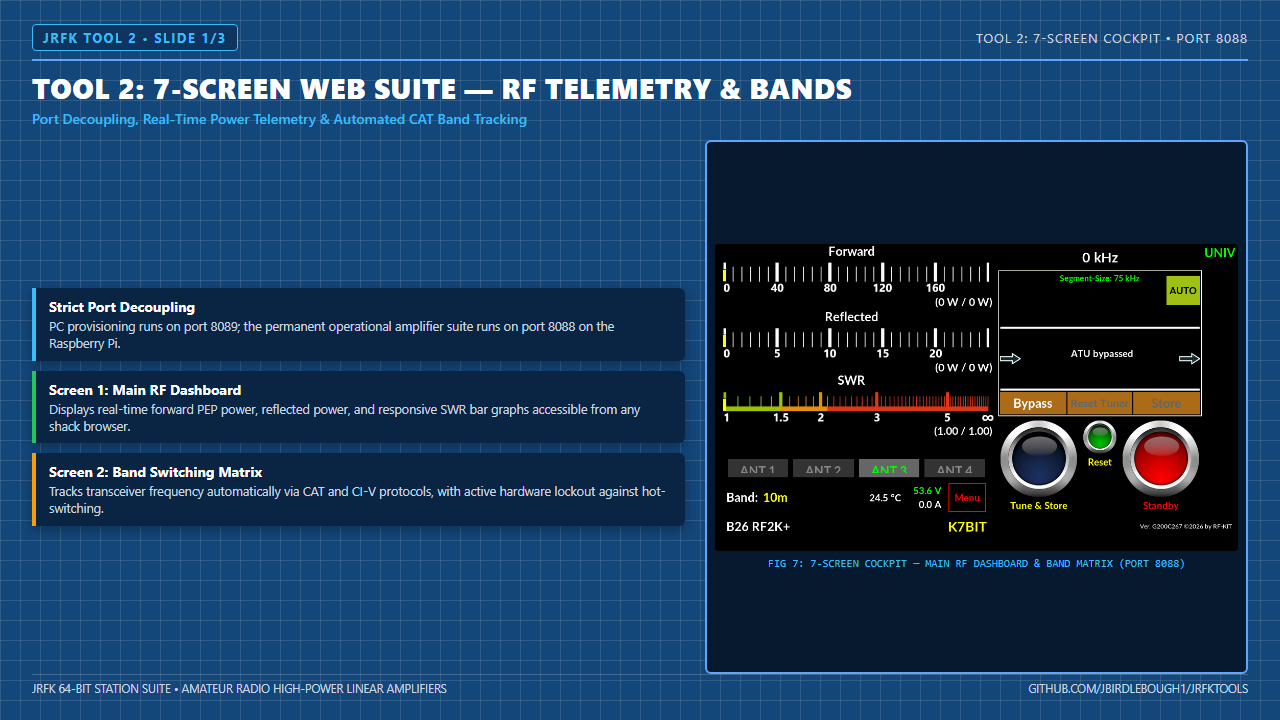 JRFK TOOL 2 • SLIDE 1/3
TOOL 2: 7-SCREEN COCKPIT • PORT 8088
TOOL 2: 7-SCREEN WEB SUITE — RF TELEMETRY & BANDS
Port Decoupling, Real-Time Power Telemetry & Automated CAT Band Tracking
Strict Port Decoupling
PC provisioning runs on port 8089; the permanent operational amplifier suite runs on port 8088 on the
Raspberry Pi.
Screen 1: Main RF Dashboard
Displays real-time forward PEP power, reflected power, and responsive SWR bar graphs accessible from any
shack browser.
Screen 2: Band Switching Matrix
Tracks transceiver frequency automatically via CAT and CI-V protocols, with active hardware lockout against hot-
switching.
Forward
0 40 80 120 160
(0 W / 0 W)
Reflected
0 5 10 15 20
(0 W / 0 W)
SWR
1 1.5 2 3 5 ∞
(1.00 / 1.00)
ANT 1 ANT 2 ANT 3 ANT 4
Band: 10m 24.5 °C 53.6 V
0.0 A
Menu
B26 RF2K+ K7BIT
0 kHz
UNIV
Segment-Size: 75 kHz
AUTO
ATU bypassed
Bypass Reset Tuner Store
Reset
Tune & Store Standby
Ver. G200C267 ©2026 by RF-KIT
FIG 7: 7-SCREEN COCKPIT — MAIN RF DASHBOARD & BAND MATRIX (PORT 8088)
JRFK 64-BIT STATION SUITE • AMATEUR RADIO HIGH-POWER LINEAR AMPLIFIERS
GITHUB.COM/JBIRDLEBOUGH1/JRFKTOOLS